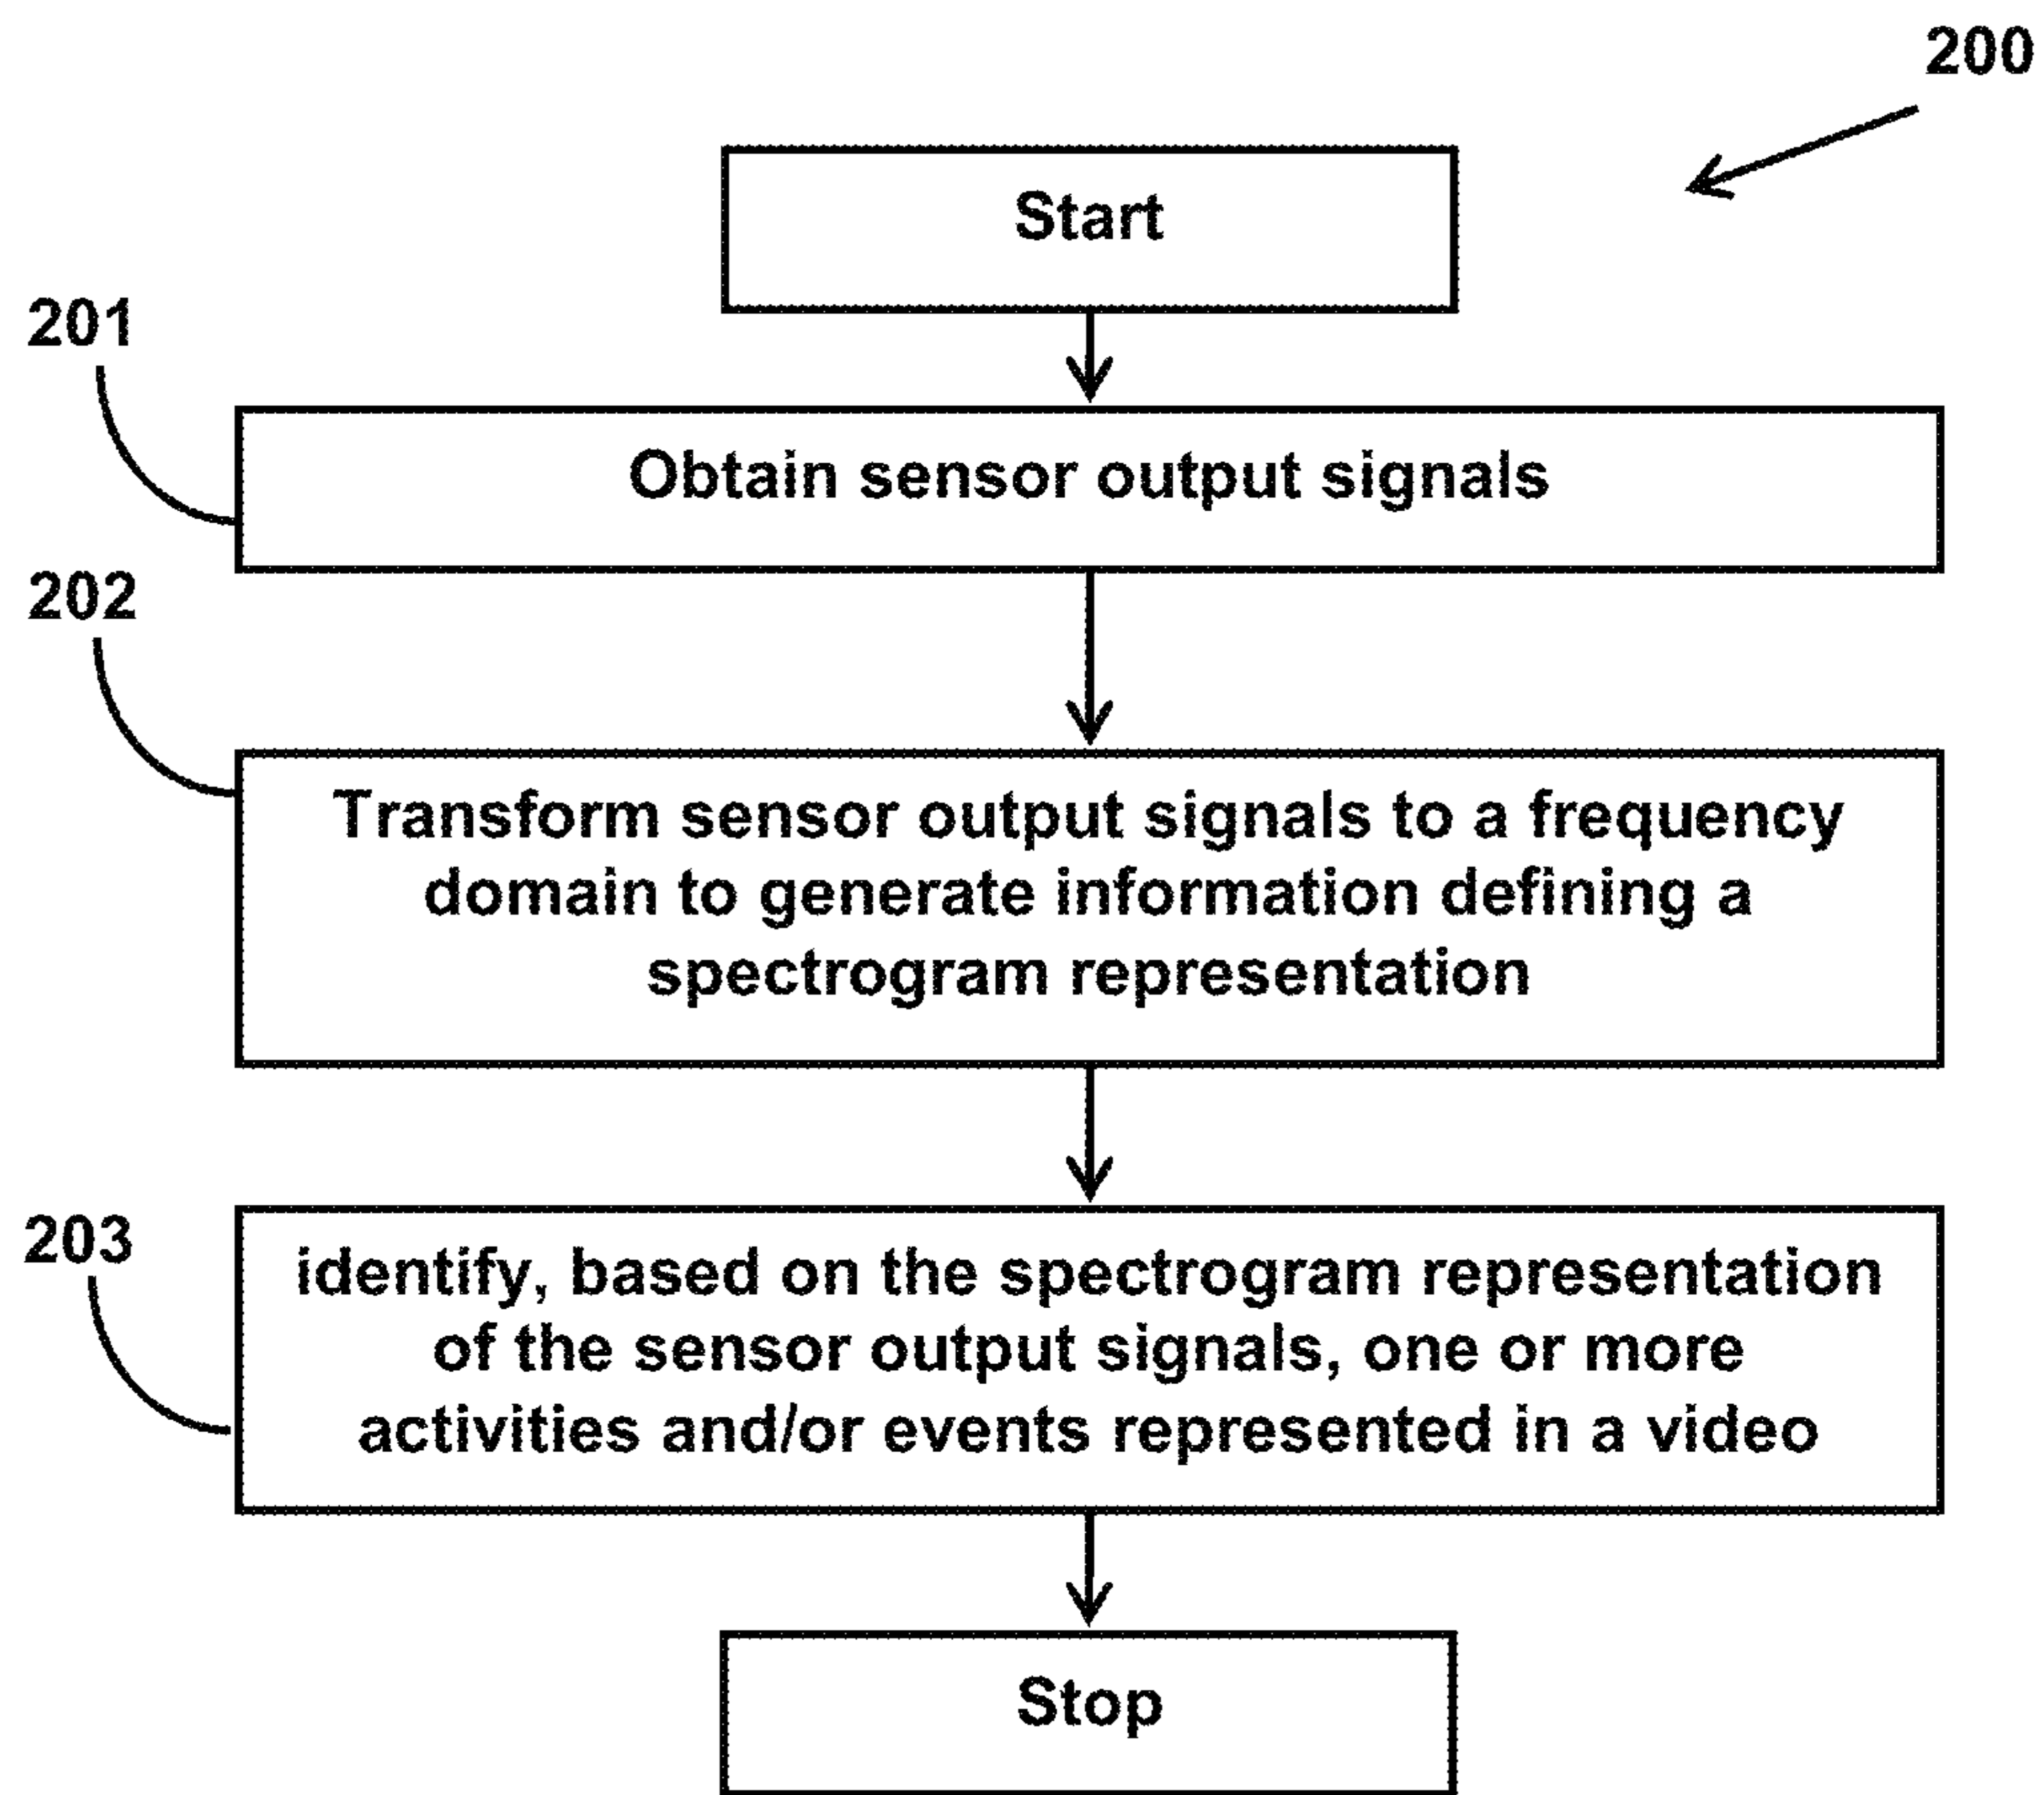 200
Start
201
Obtain sensor output signals
202
Transform sensor output signals to a frequency
domain to generate information defining a
spectrogram representation
203
identify, based on the spectrogram representation
of the sensor output signals, one or more
activities and/or events represented in a video
Stop